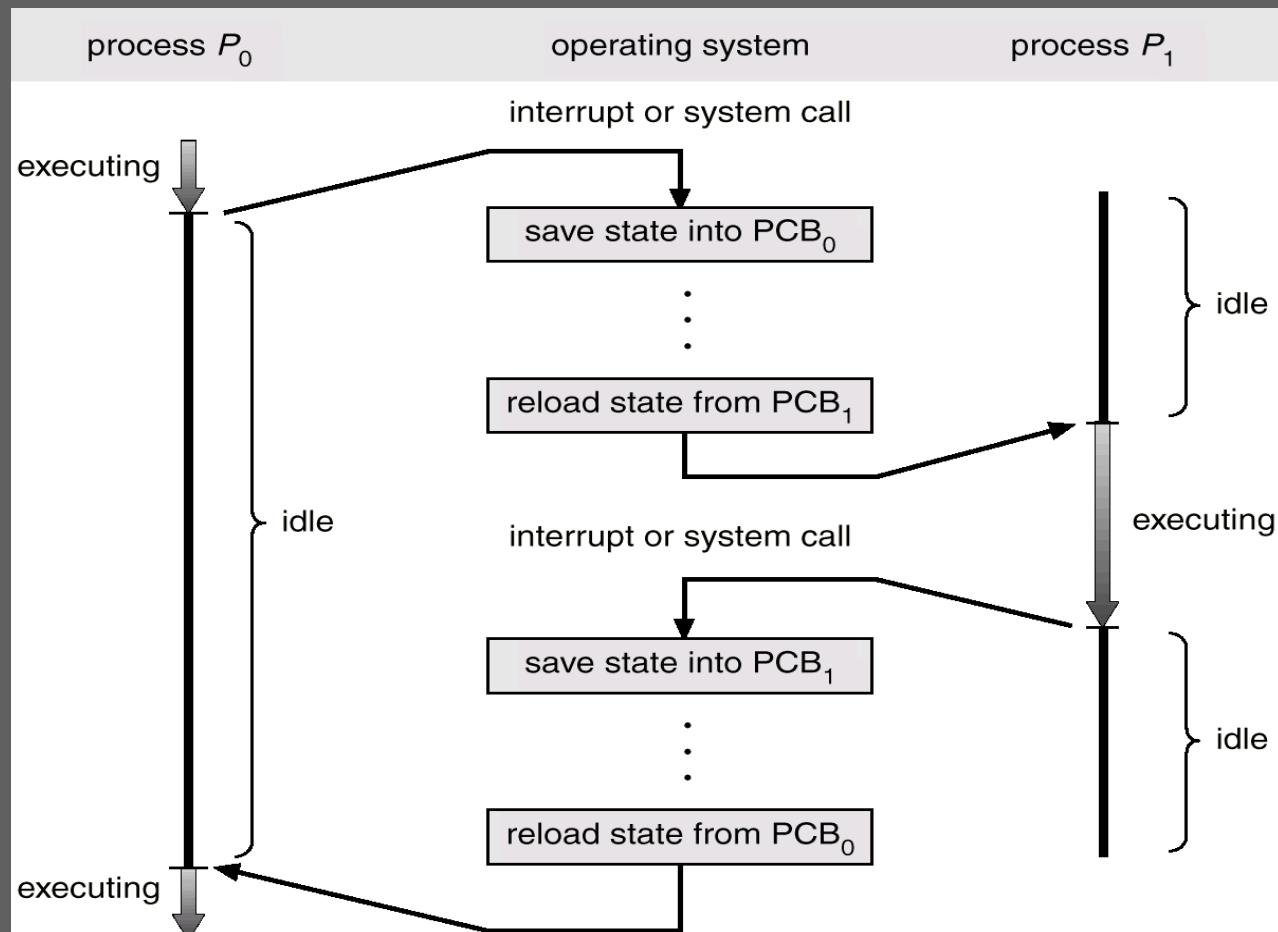 process P₀ operating system process P₁
interrupt or system call
executing
save state into PCB₀
idle
reload state from PCB₁
idle
interrupt or system call
executing
save state into PCB₁
idle
reload state from PCB₀
executing